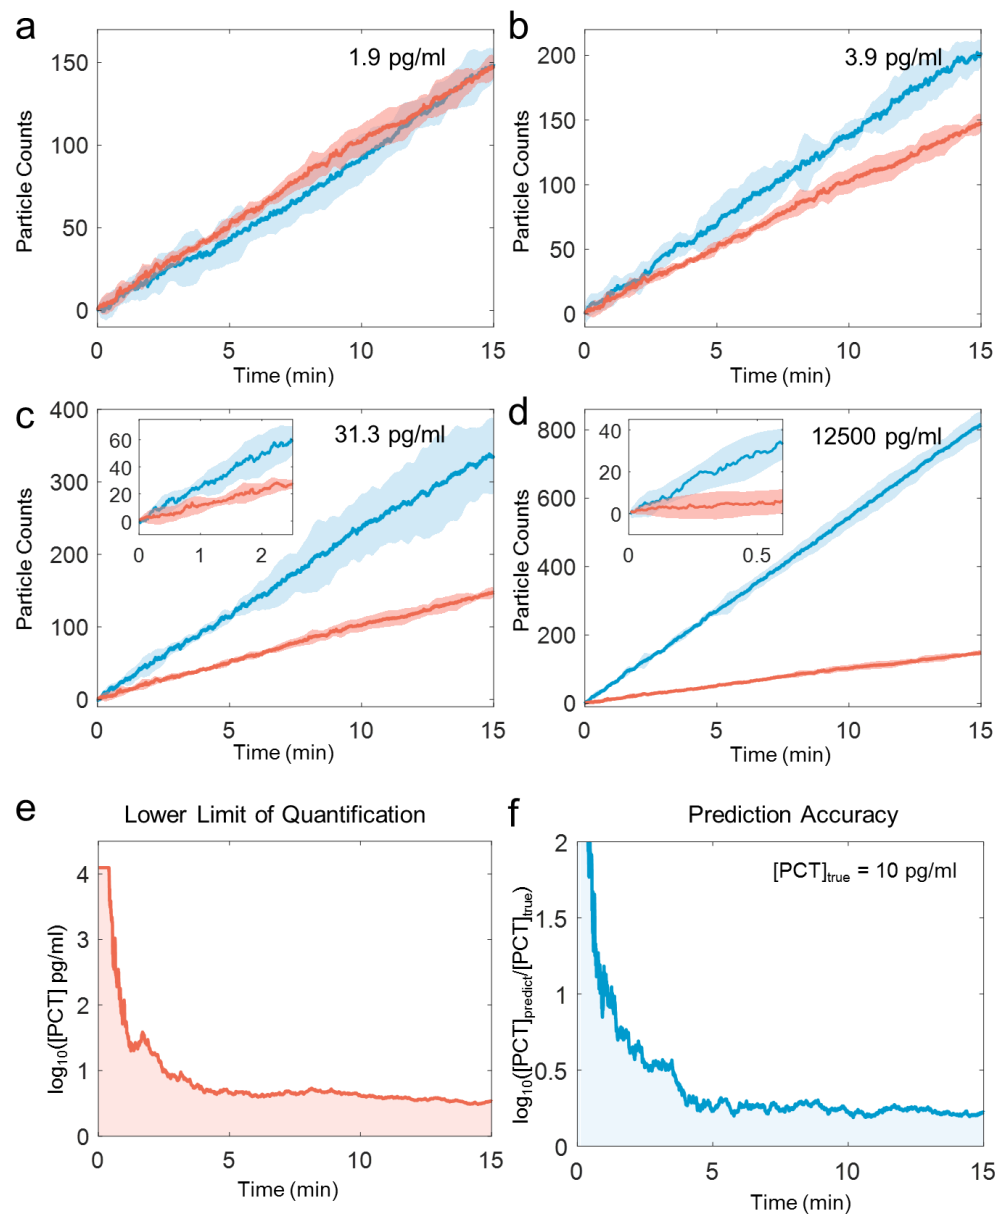 a
1.9 pg/ml
150
100
50
0
Particle Counts
0 5 10 15
Time (min)
b
3.9 pg/ml
200
150
100
50
0
Particle Counts
0 5 10 15
Time (min)
c
31.3 pg/ml
400
300
200
100
0
Particle Counts
60
40
20
0
0 1 2
0 5 10 15
Time (min)
d
12500 pg/ml
800
600
400
200
0
Particle Counts
40
20
0
0 0.5
0 5 10 15
Time (min)
e
Lower Limit of Quantification
4
3
2
1
0
log₁₀([PCT] pg/ml)
0 5 10 15
Time (min)
f
Prediction Accuracy
[PCT]true = 10 pg/ml
2
1.5
1
0.5
0
log₁₀([PCT]predict/[PCT]true)
0 5 10 15
Time (min)